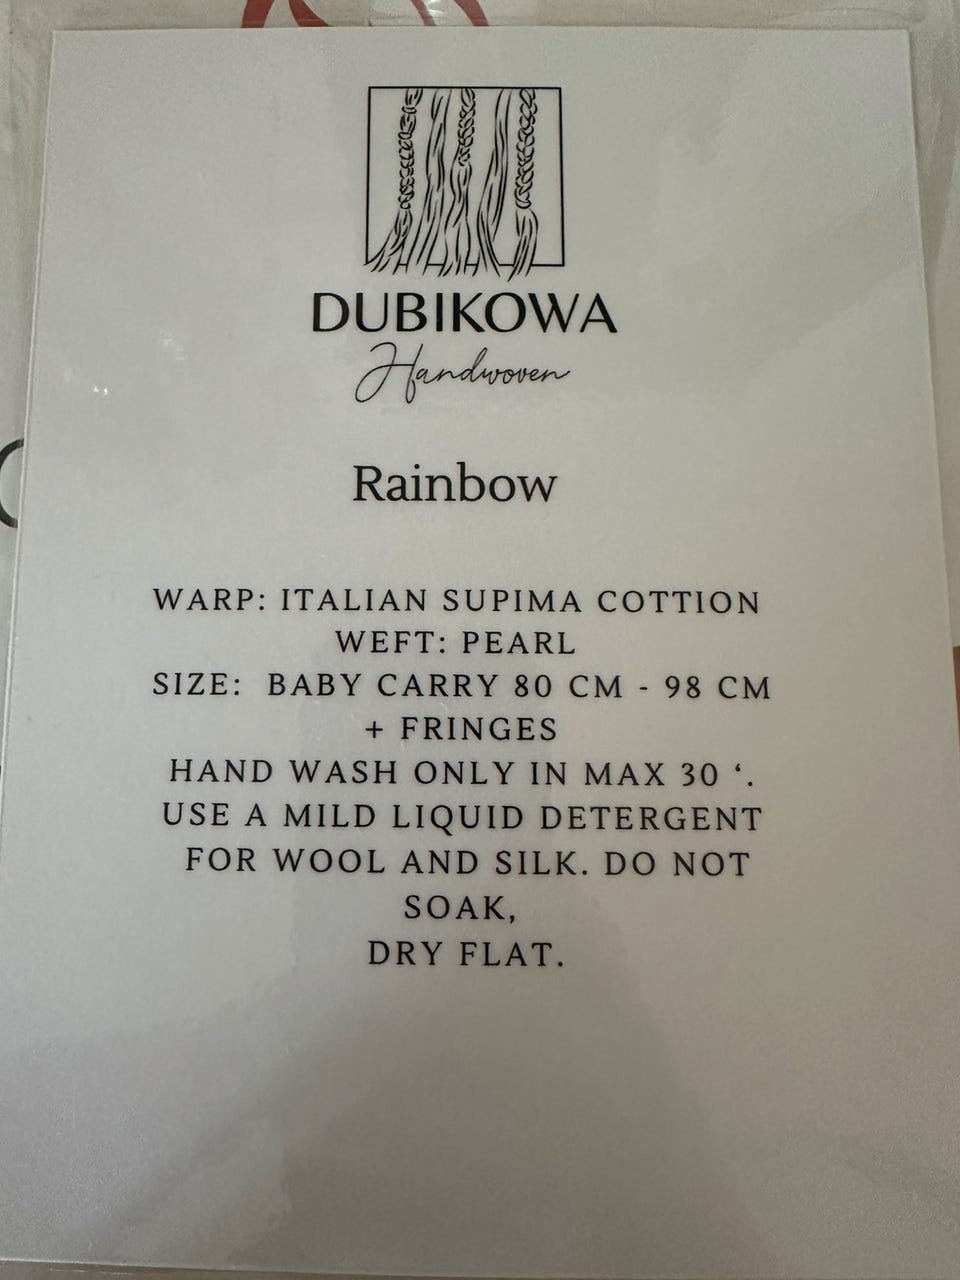 DUBIKOWA
Handwoven
Rainbow
WARP: ITALIAN SUPIMA COTTION
WEFT: PEARL
SIZE: BABY CARRY 80 CM - 98 CM
+ FRINGES
HAND WASH ONLY IN MAX 30 ‘.
USE A MILD LIQUID DETERGENT
FOR WOOL AND SILK. DO NOT
SOAK,
DRY FLAT.